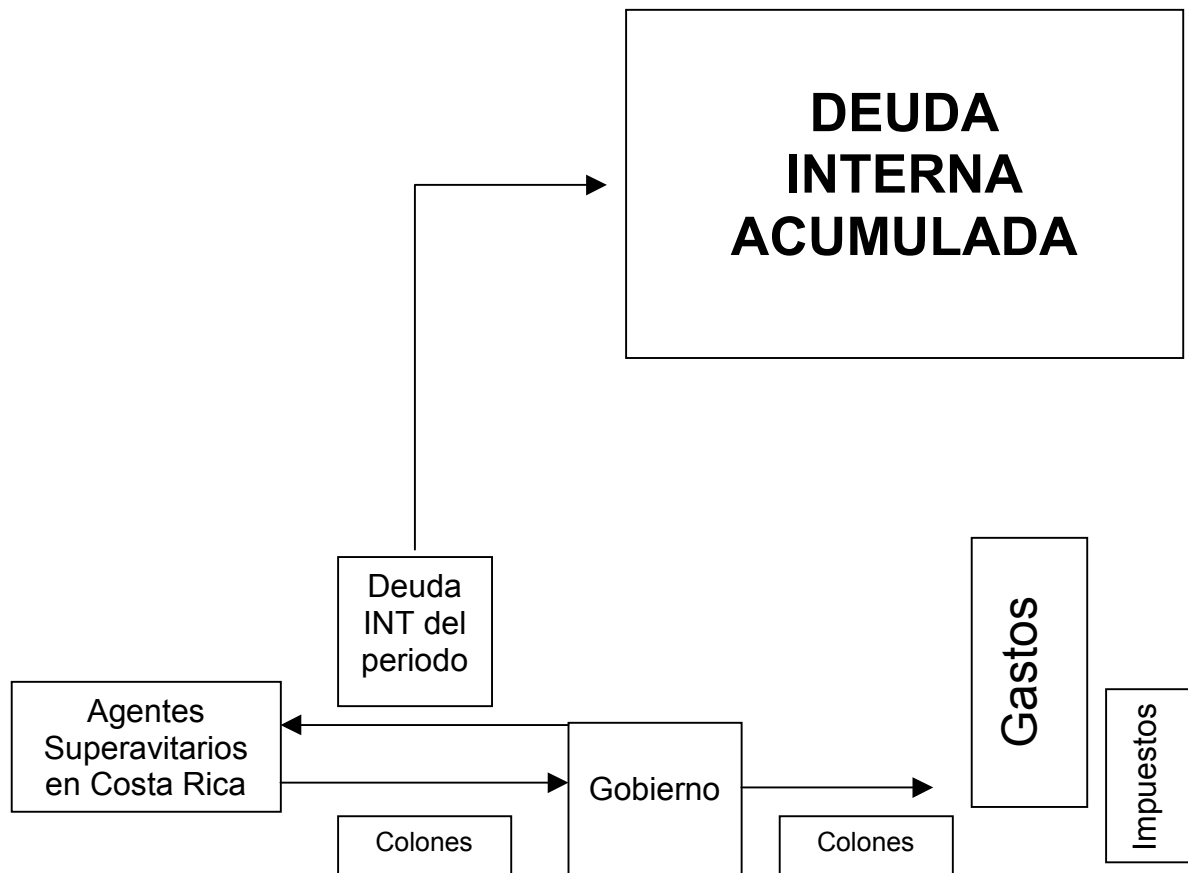 DEUDA
INTERNA
ACUMULADA
Deuda
INT del
periodo
Agentes
Superavitarios
en Costa Rica
Gobierno
Colones
Colones
Gastos
Impuestos